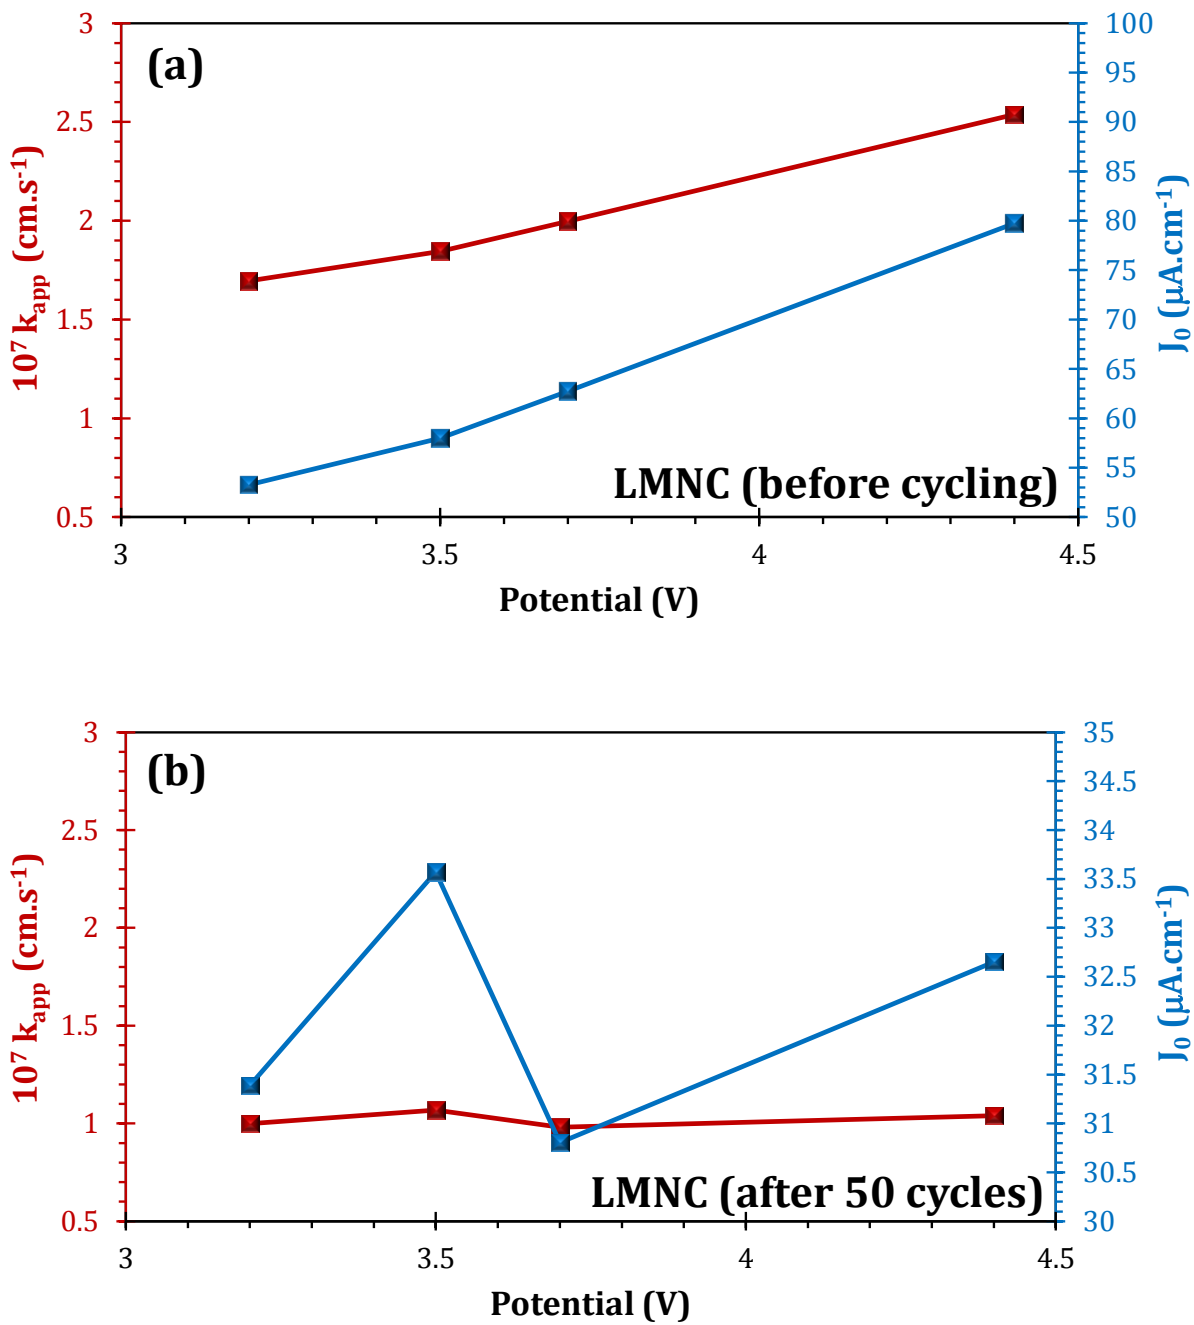 (a)
3
2.5
2
1.5
1
0.5
10⁷ k_app (cm.s⁻¹)
100
95
90
85
80
75
70
65
60
55
50
J₀ (μA.cm⁻¹)
LMNC (before cycling)
3 3.5 4 4.5
Potential (V)
(b)
3
2.5
2
1.5
1
0.5
10⁷ k_app (cm.s⁻¹)
35
34.5
34
33.5
33
32.5
32
31.5
31
30.5
30
J₀ (μA.cm⁻¹)
LMNC (after 50 cycles)
3 3.5 4 4.5
Potential (V)